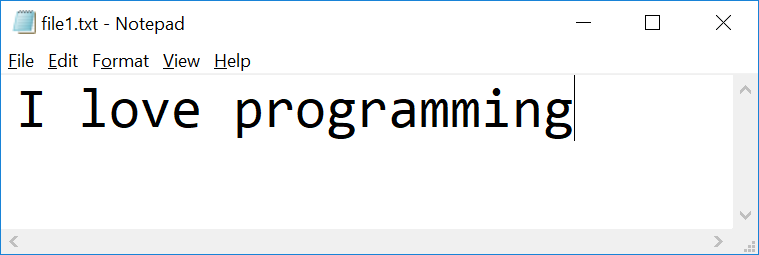 file1.txt - Notepad
File Edit Format View Help
I love programming